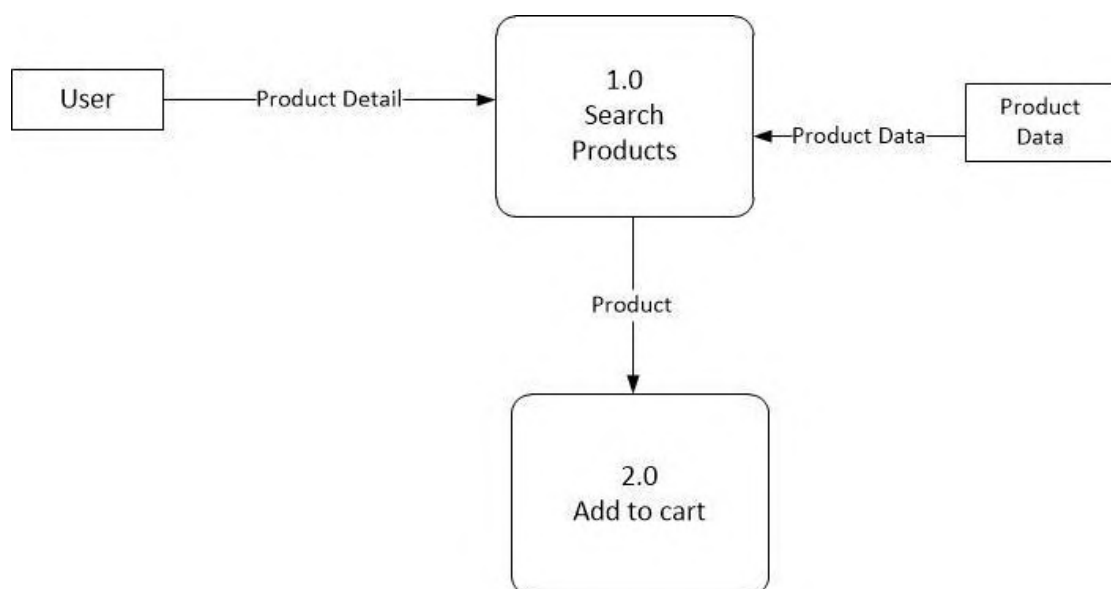 User
Product Detail
1.0
Search
Products
Product Data
Product
Data
Product
2.0
Add to cart